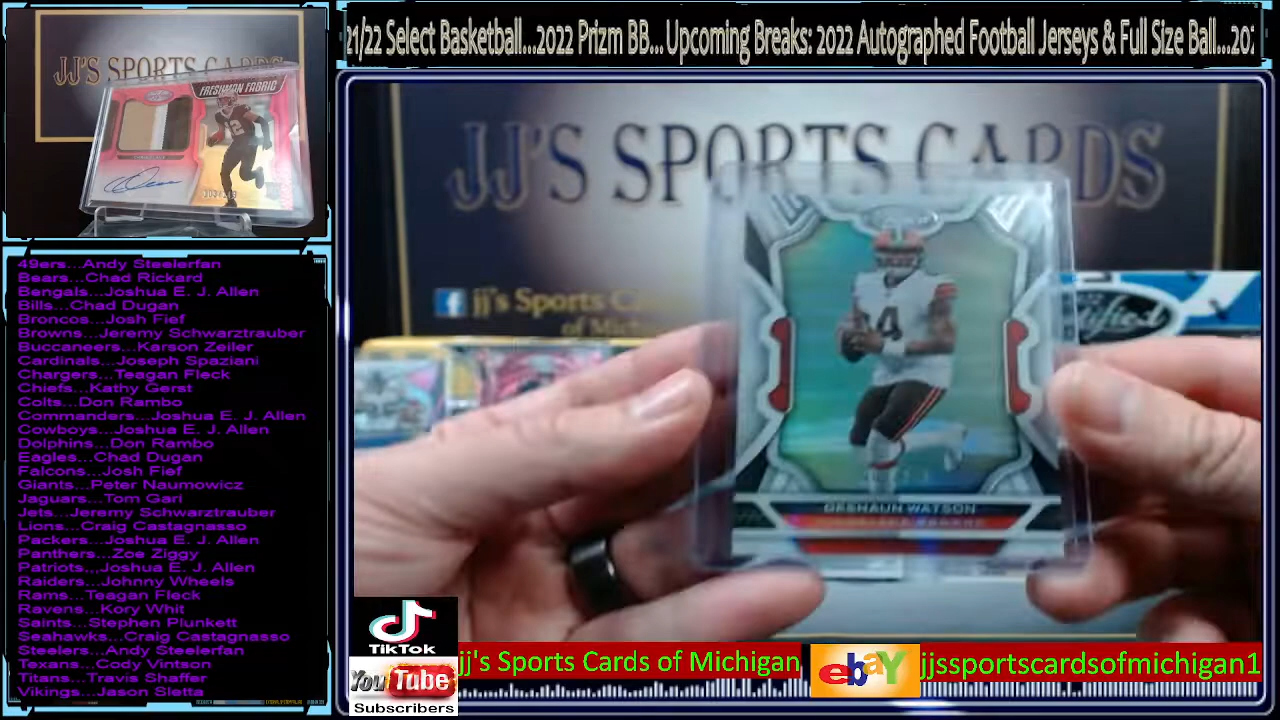 21/22 Select Basketball...2022 Prizm BB... Upcoming Breaks: 2022 Autographed Football Jerseys & Full Size Ball...202
JJ'S SPORTS CARDS
FRESHMAN FABRIC
12
49ers...Andy Steelerfan
Bears...Chad Rickard
Bengals...Joshua E. J. Allen
Bills...Chad Dugan
Broncos...Josh Fief
Browns...Jeremy Schwarztrauber
Buccaneers...Karson Zeiler
Cardinals...Joseph Spaziani
Chargers...Teagan Fleck
Chiefs...Kathy Gerst
Colts...Don Rambo
Commanders...Joshua E. J. Allen
Cowboys...Joshua E. J. Allen
Dolphins...Don Rambo
Eagles...Chad Dugan
Falcons...Josh Fief
Giants...Peter Naumowicz
Jaguars...Tom Gari
Jets...Jeremy Schwarztrauber
Lions...Craig Castagnasso
Packers...Joshua E. J. Allen
Panthers...Zoe Ziggy
Patriots,,,Joshua E. J. Allen
Raiders...Johnny Wheels
Rams...Teagan Fleck
Ravens...Kory Whit
Saints...Stephen Plunkett
Seahawks...Craig Castagnasso
Steelers...Andy Steelerfan
Texans...Cody Vintson
Titans...Travis Shaffer
Vikings...Jason Sletta
JJ'S SPORTS CARDS
jj's Sports Ca
of Mich
Certified
4
DESHAUN WATSON
TikTok
YouTube
Subscribers
jj's Sports Cards of Michigan
ebay
jjssportscardsofmichigan1